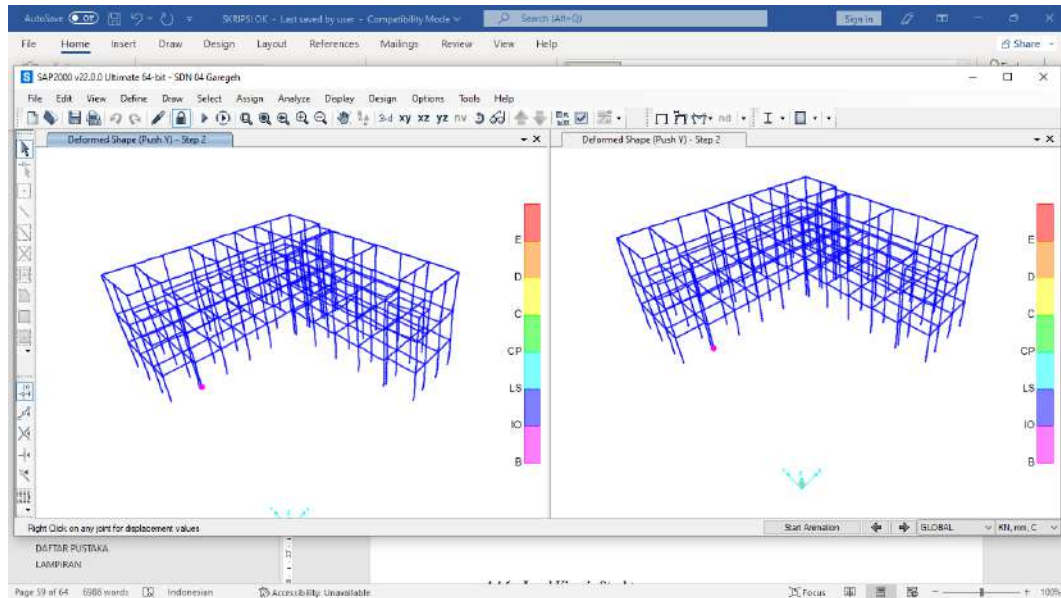 AutoSave On SKRIPSI OK - Last saved by user - Compatibility Mode Search (Alt+Q) Sign in
File Home Insert Draw Design Layout References Mailings Review View Help Share
SAP2000 v22.0.0 Ultimate 64-bit - SDN 04 Garegeh
File Edit View Define Draw Select Assign Analyze Display Design Options Tools Help
3-d xy xz yz nv nd
Deformed Shape (Push Y) - Step 2
E
D
C
CP
LS
IO
B
Deformed Shape (Push Y) - Step 2
E
D
C
CP
LS
IO
B
Right Click on any joint for displacement values Start Animation GLOBAL KN, mm, C
DAFTAR PUSTAKA
LAMPIRAN
Page 59 of 64 6986 words Indonesian Accessibility: Unavailable Focus 100%